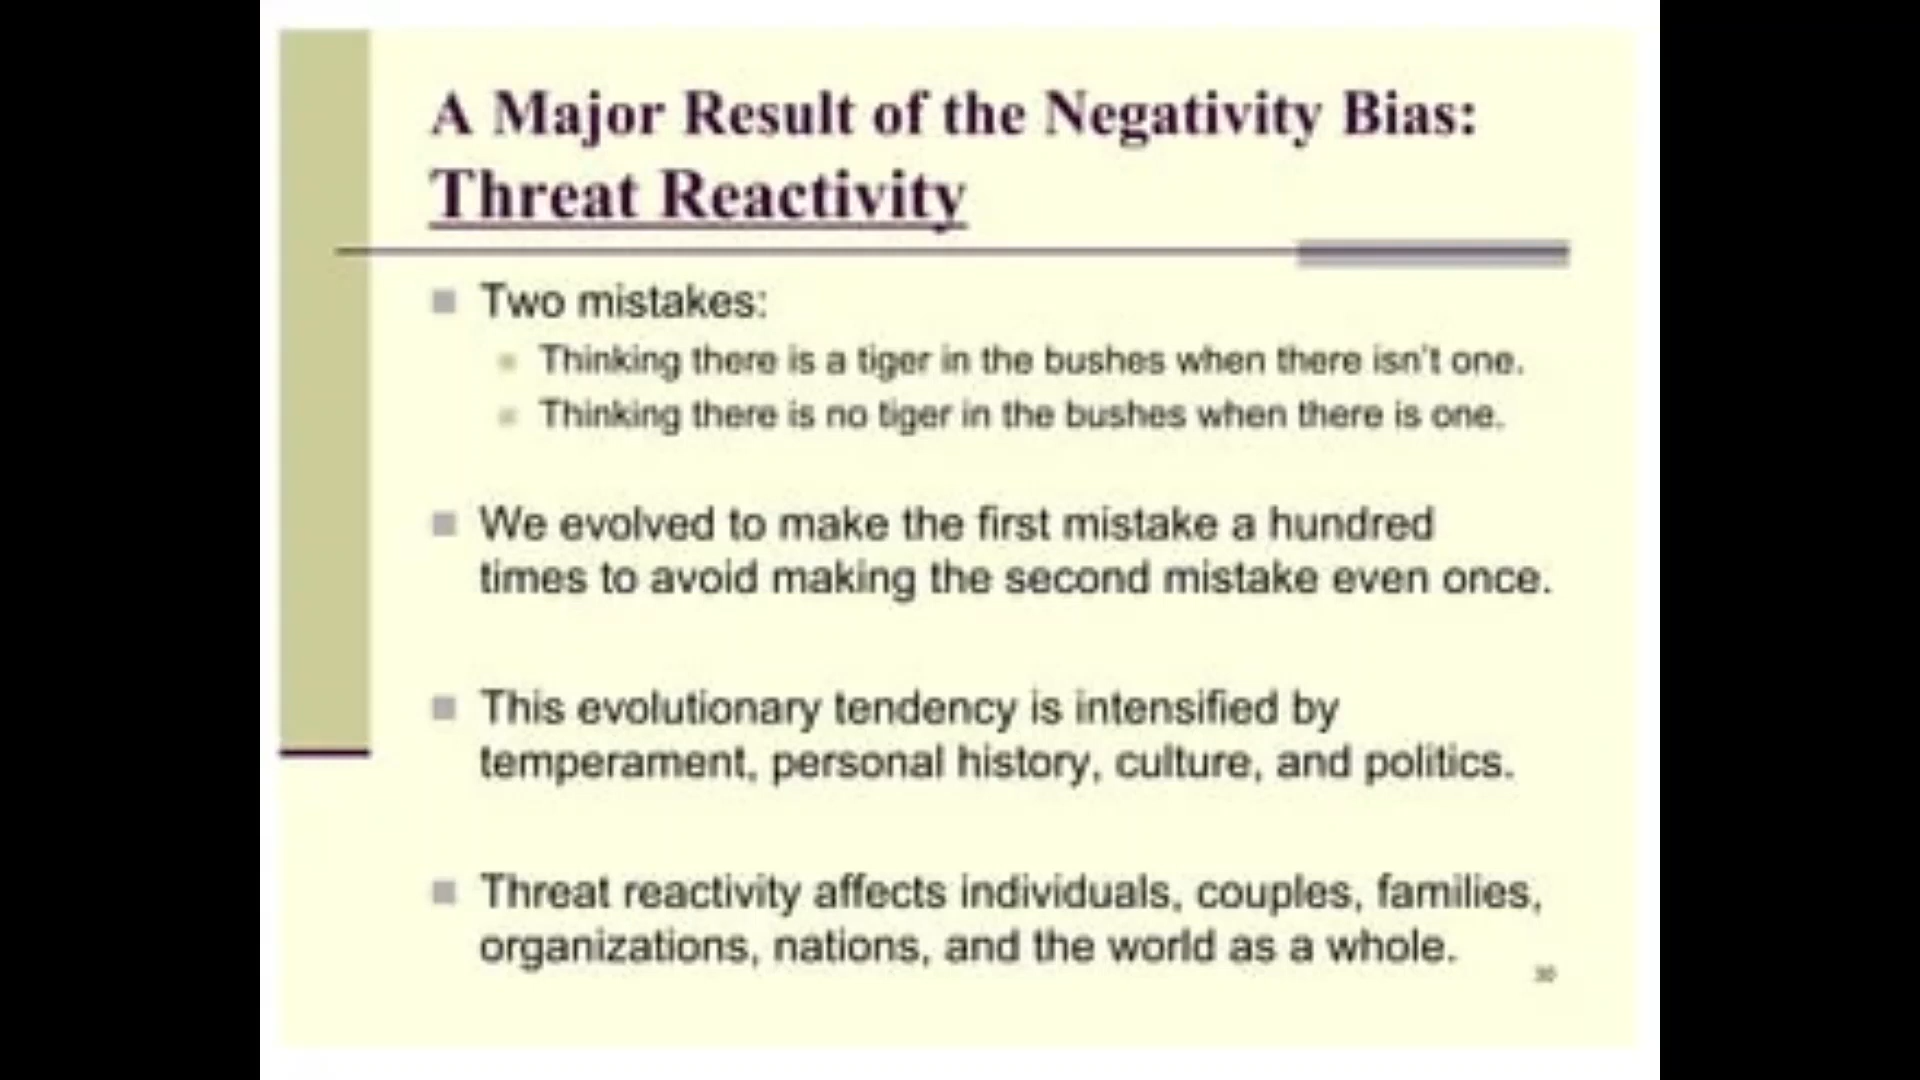 A Major Result of the Negativity Bias:
Threat Reactivity
Two mistakes:
Thinking there is a tiger in the bushes when there isn't one.
Thinking there is no tiger in the bushes when there is one.
We evolved to make the first mistake a hundred
times to avoid making the second mistake even once.
This evolutionary tendency is intensified by
temperament, personal history, culture, and politics.
Threat reactivity affects individuals, couples, families,
organizations, nations, and the world as a whole.
30